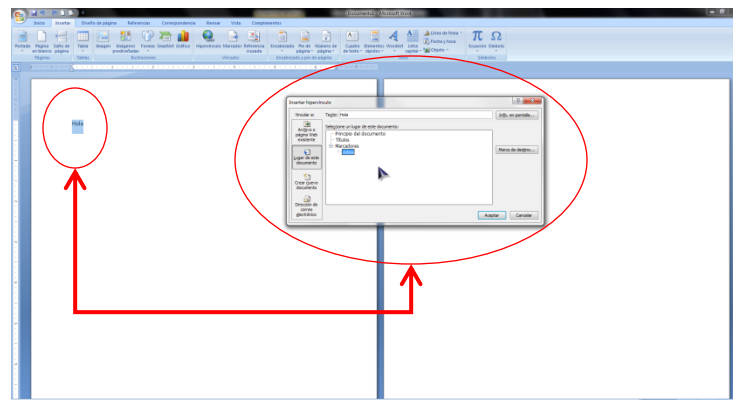 Documento1 - Microsoft Word
Inicio Insertar Diseño de página Referencias Correspondencia Revisar Vista Complementos
Portada Página en blanco Salto de página Tabla Imagen Imágenes prediseñadas Formas SmartArt Gráfico Hipervínculo Marcador Referencia cruzada Encabezado Pie de página Número de página Cuadro de texto Elementos rápidos WordArt Letra capital Línea de firma Fecha y hora Objeto Ecuación Símbolo
Páginas Tablas Ilustraciones Vínculos Encabezado y pie de página Texto Símbolos
Hola
Insertar hipervínculo
Vincular a: Texto: Hola Info. en pantalla...
Archivo o página Web existente
Seleccione un lugar de este documento:
Principio del documento
Títulos
Marcadores
Lugar de este documento
Marco de destino...
Crear nuevo documento
Dirección de correo electrónico
Aceptar Cancelar